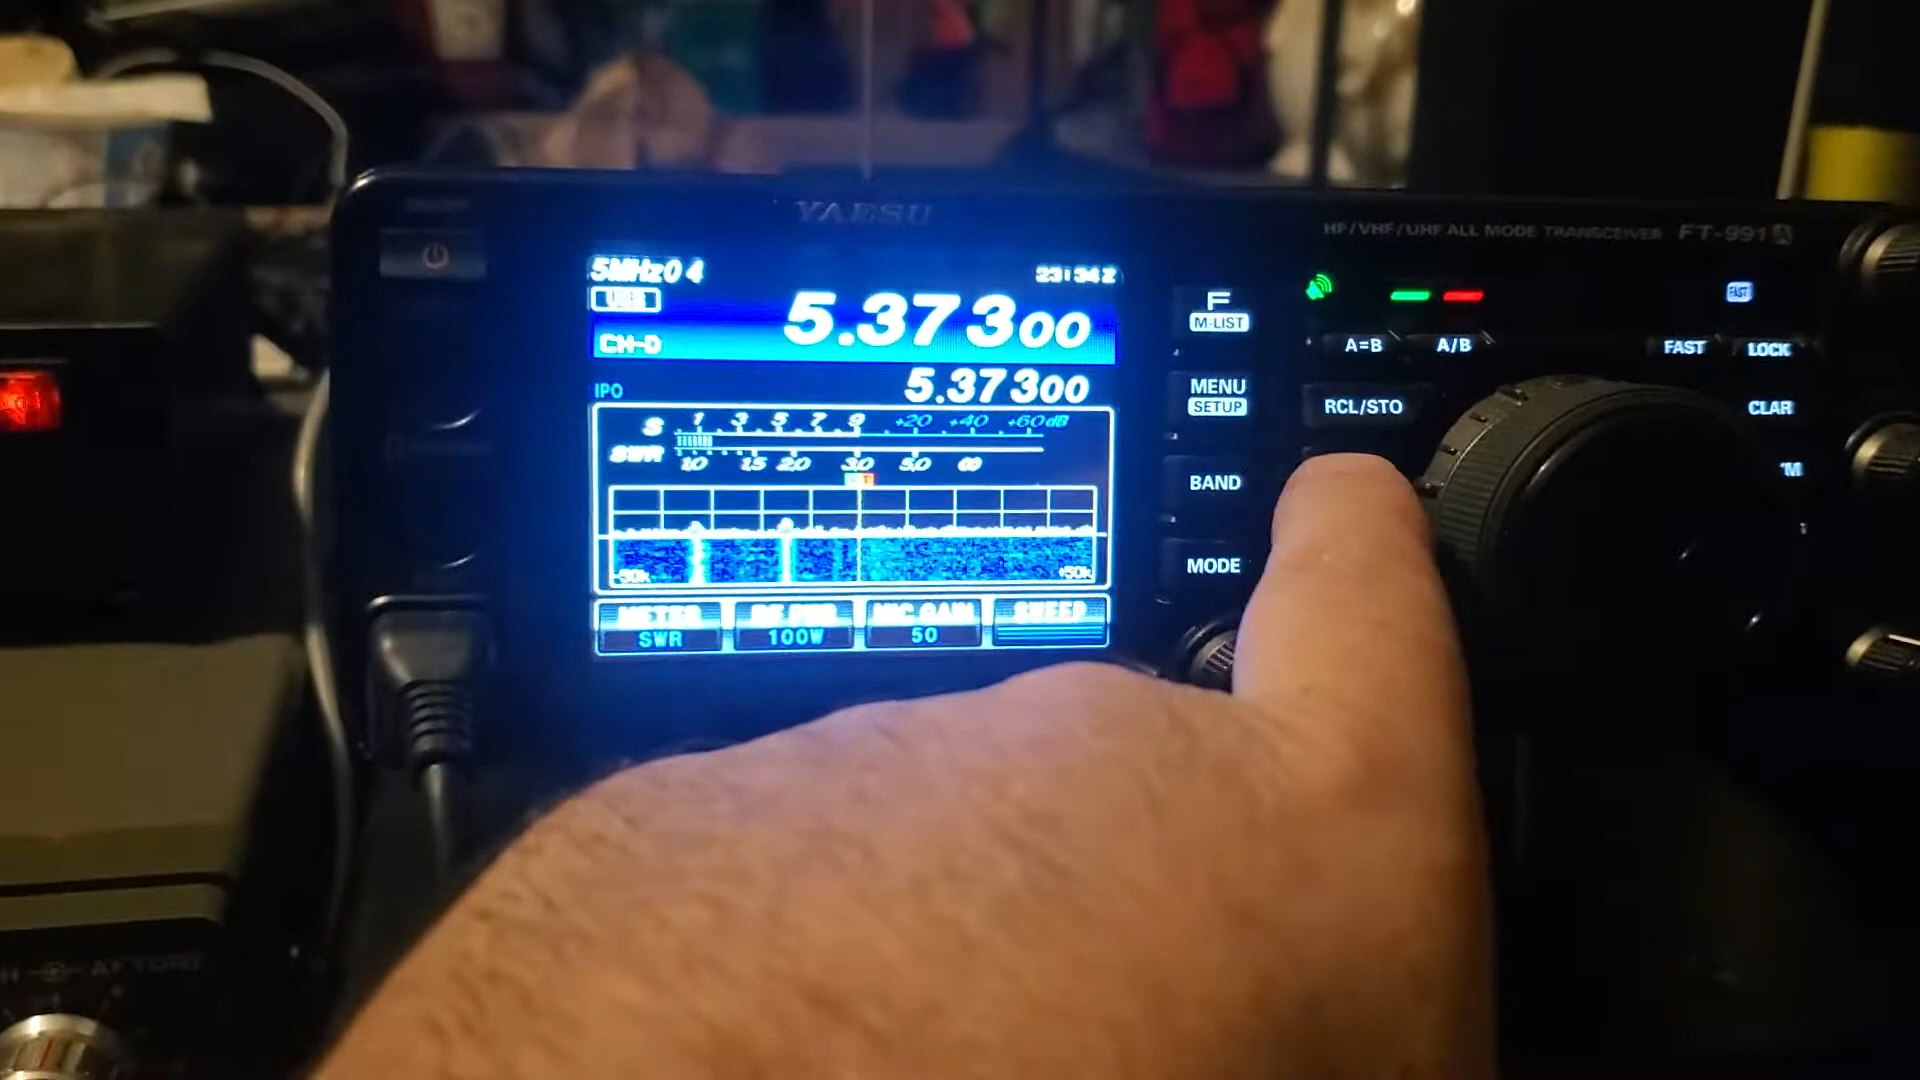 YAESU
HF/VHF/UHF ALL MODE TRANSCEIVER FT-991A
5MHz04
23:34Z
USB
5.37300
CH-D
IPO
5.37300
S 1 3 5 7 9 +20 +40 +60dB
SWR 1.0 1.5 2.0 3.0 5.0 ∞
-50k +50k
METER RF PWR MIC GAIN SWEEP
SWR 100W 50
F
M-LIST
MENU
SETUP
BAND
MODE
FAST
A=B A/B FAST LOCK
RCL/STO
CLAR